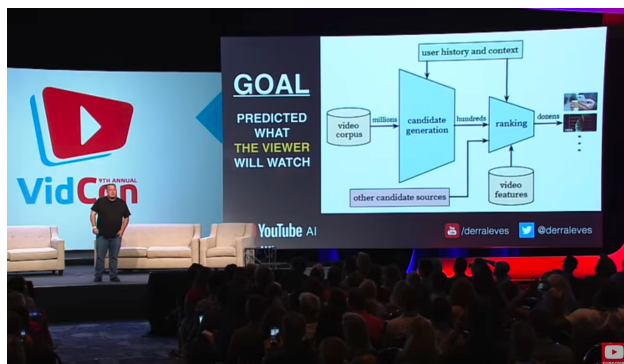 VidCon
9TH ANNUAL
GOAL
PREDICTED
WHAT
THE VIEWER
WILL WATCH
YouTube AI
user history and context
video
corpus
millions
candidate
generation
hundreds
ranking
dozens
other candidate sources
video
features
/derraleves
@derraleves